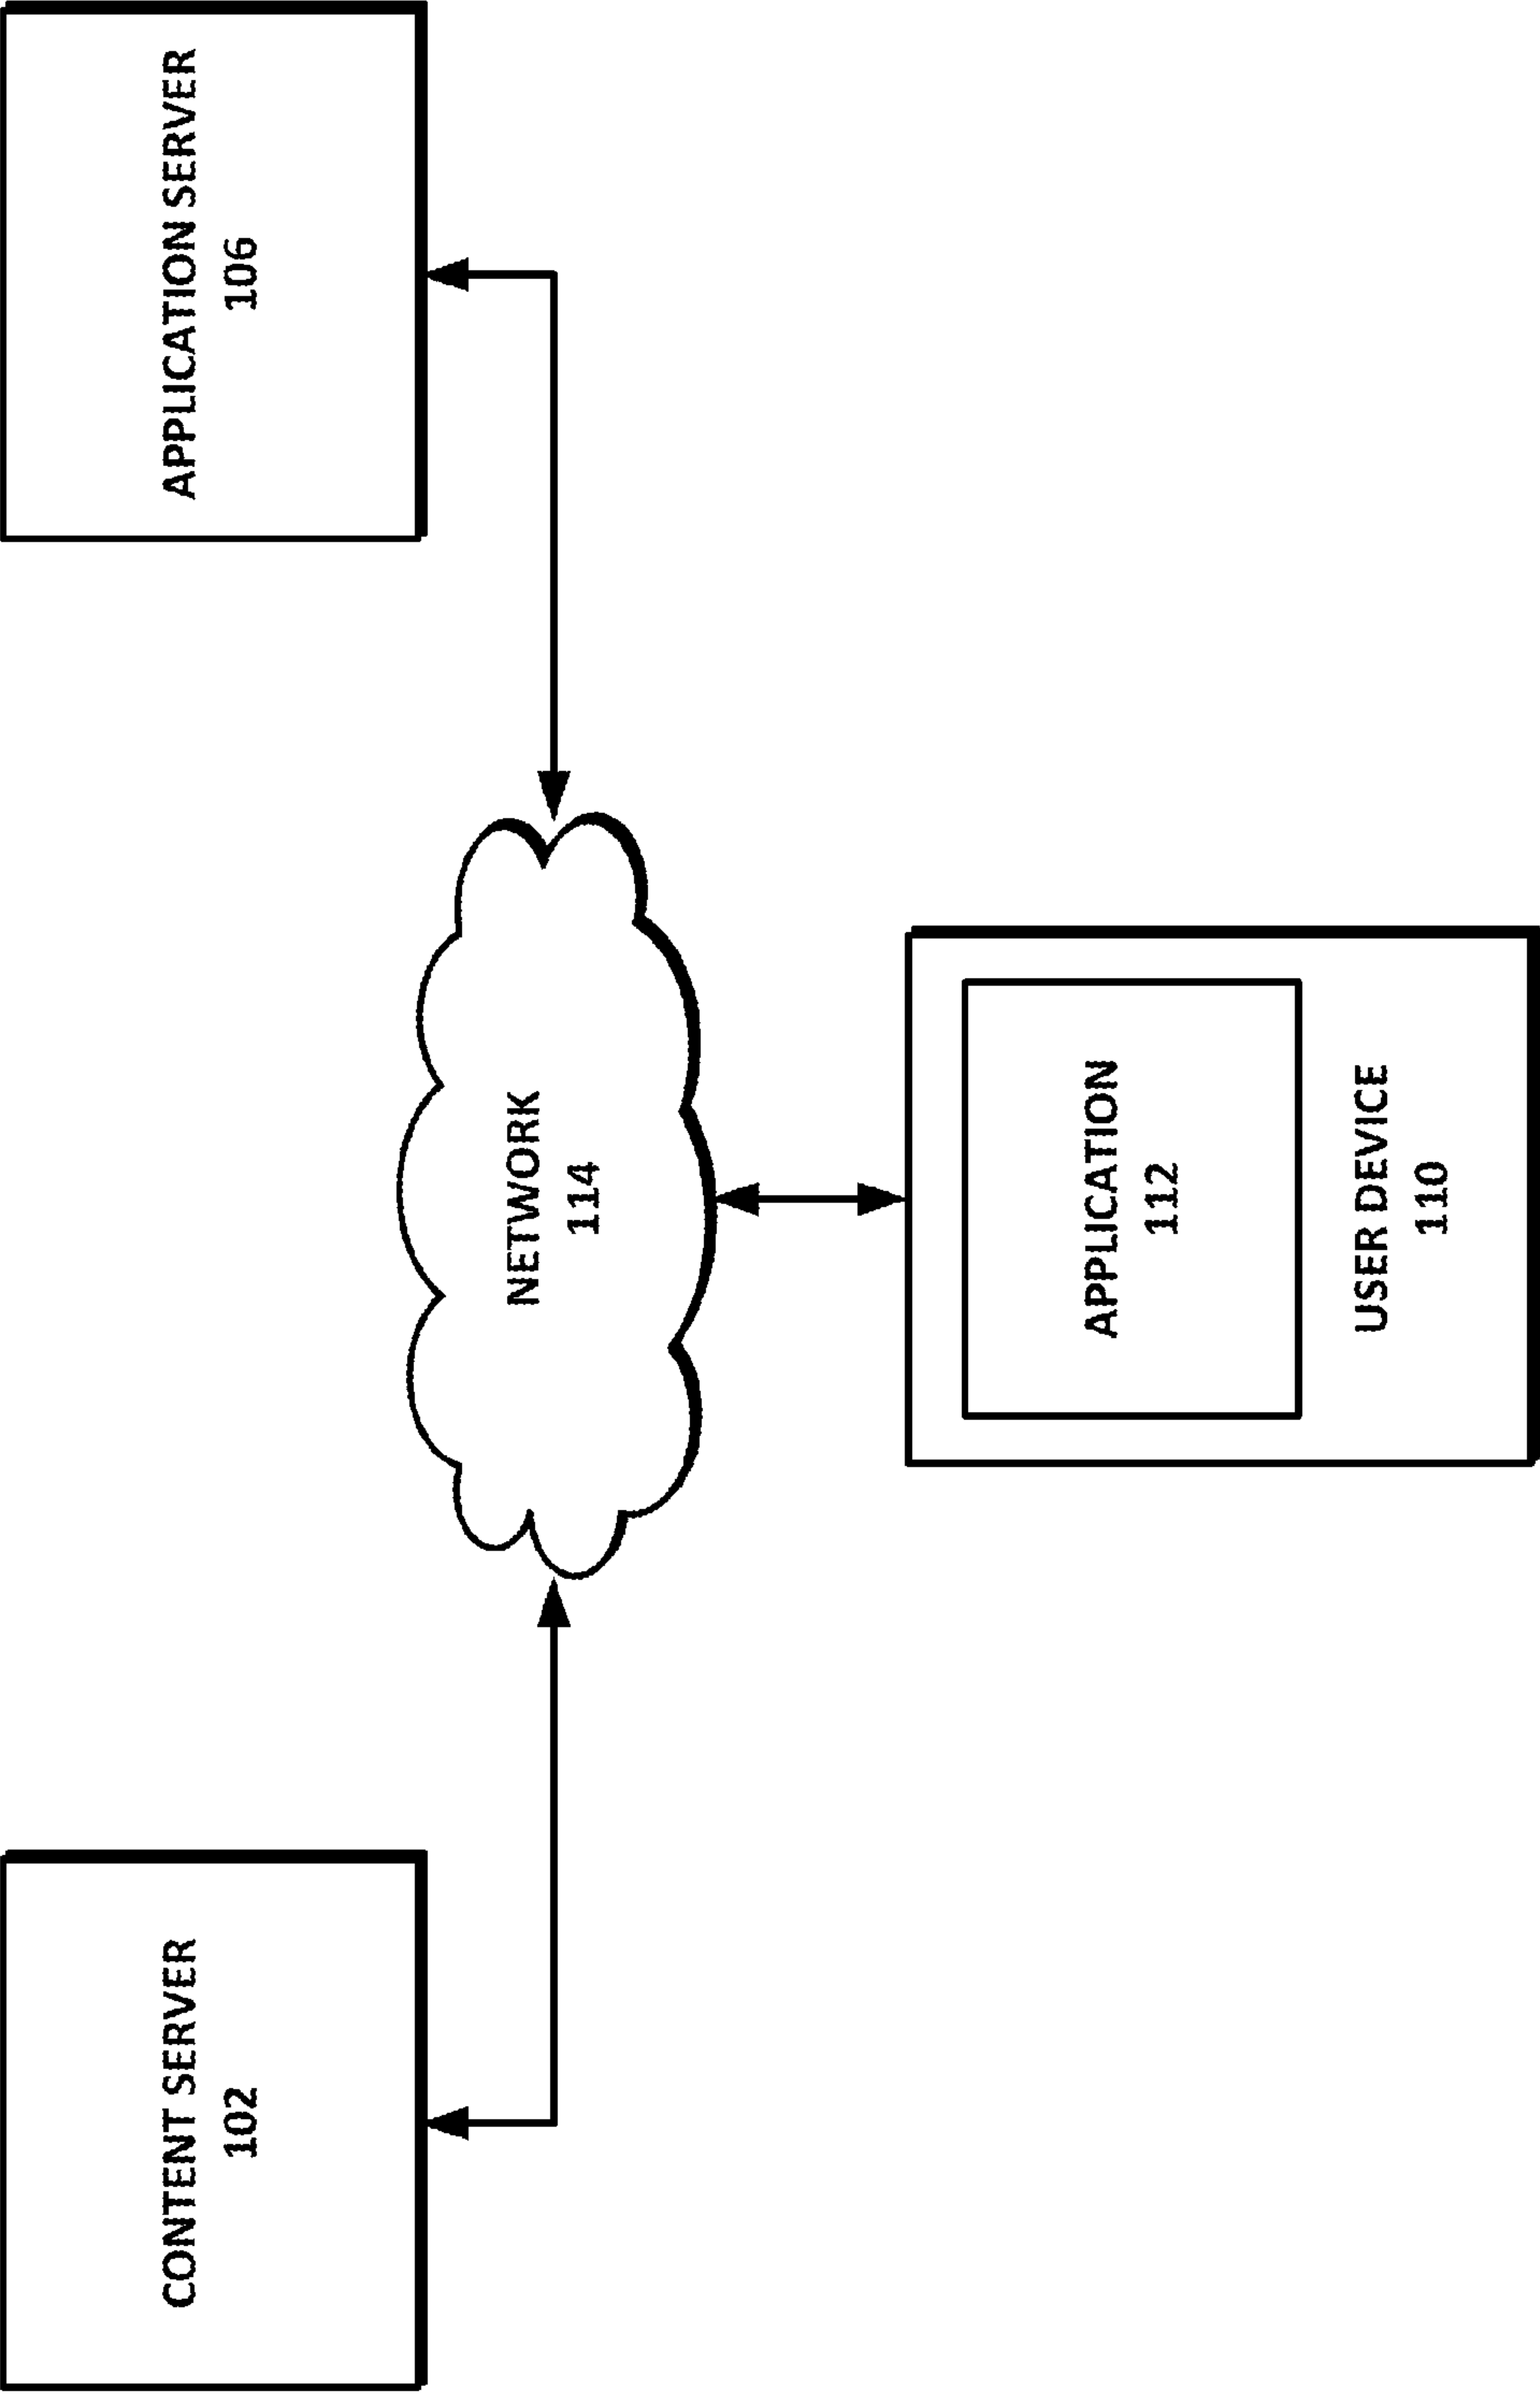 CONTENT SERVER
102
APPLICATION SERVER
106
NETWORK
114
APPLICATION
112
USER DEVICE
110